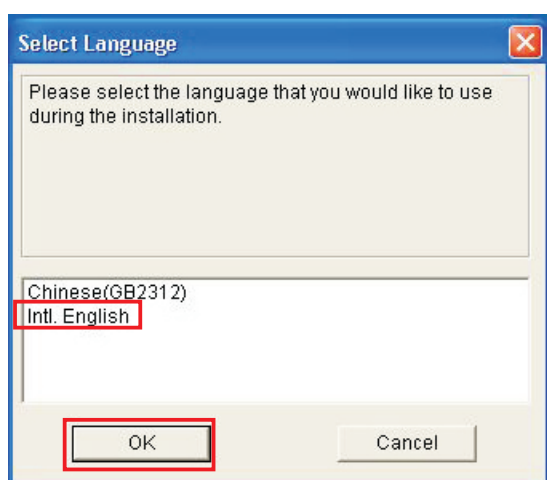 Select Language
Please select the language that you would like to use
during the installation.
Chinese(GB2312)
Intl. English
OK
Cancel